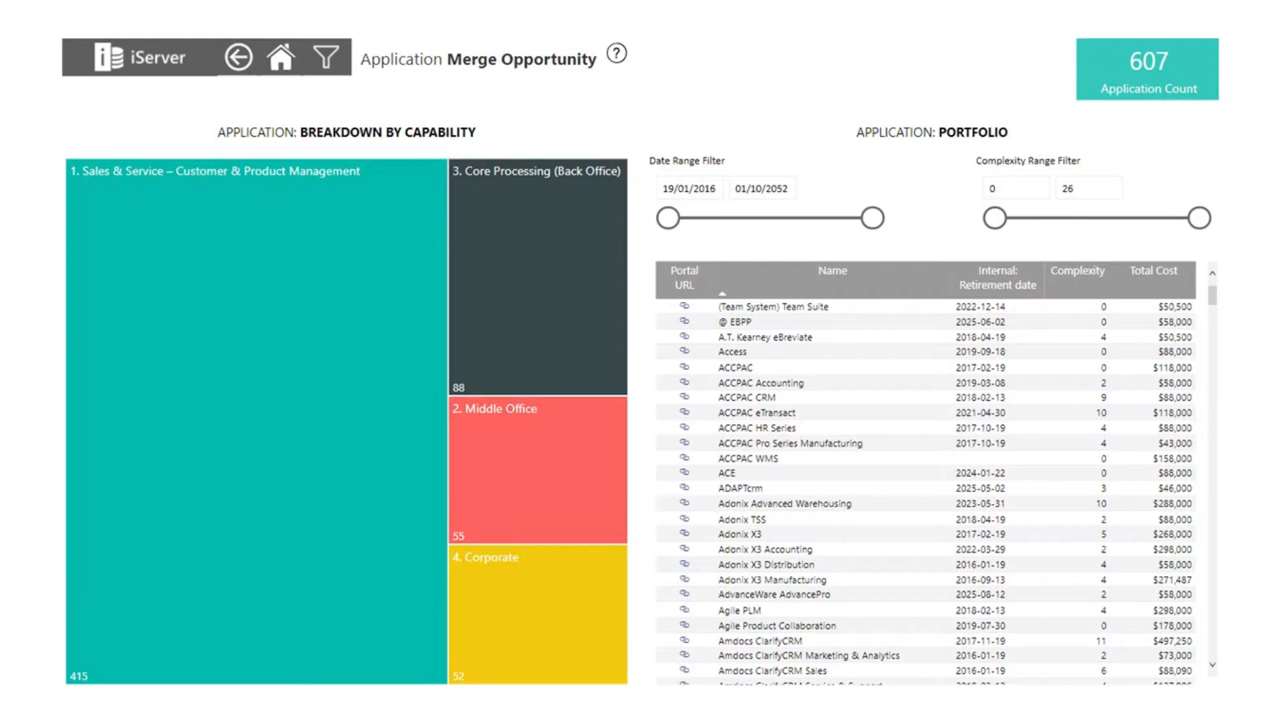 iServer
Application Merge Opportunity ?
607
Application Count
APPLICATION: BREAKDOWN BY CAPABILITY
1. Sales & Service – Customer & Product Management
415
3. Core Processing (Back Office)
88
2. Middle Office
55
4. Corporate
52
APPLICATION: PORTFOLIO
Date Range Filter
19/01/2016 01/10/2052
Complexity Range Filter
0 26
Portal URL Name Internal: Retirement date Complexity Total Cost
(Team System) Team Suite 2022-12-14 0 $50,500
@ EBPP 2025-06-02 0 $58,000
A.T. Kearney eBreviate 2018-04-19 4 $50,500
Access 2019-09-18 0 $88,000
ACCPAC 2017-02-19 0 $118,000
ACCPAC Accounting 2019-03-08 2 $58,000
ACCPAC CRM 2018-02-13 9 $88,000
ACCPAC eTransact 2021-04-30 10 $118,000
ACCPAC HR Series 2017-10-19 4 $88,000
ACCPAC Pro Series Manufacturing 2017-10-19 4 $43,000
ACCPAC WMS 0 $158,000
ACE 2024-01-22 0 $88,000
ADAPTcrm 2025-05-02 3 $46,000
Adonix Advanced Warehousing 2023-05-31 10 $288,000
Adonix TSS 2018-04-19 2 $88,000
Adonix X3 2017-02-19 5 $268,000
Adonix X3 Accounting 2022-03-29 2 $298,000
Adonix X3 Distribution 2016-01-19 4 $58,000
Adonix X3 Manufacturing 2016-09-13 4 $271,487
AdvanceWare AdvancePro 2025-08-12 2 $58,000
Agile PLM 2018-02-13 4 $298,000
Agile Product Collaboration 2019-07-30 0 $178,000
Amdocs ClarifyCRM 2017-11-19 11 $497,250
Amdocs ClarifyCRM Marketing & Analytics 2016-01-19 2 $73,000
Amdocs ClarifyCRM Sales 2016-01-19 6 $88,090